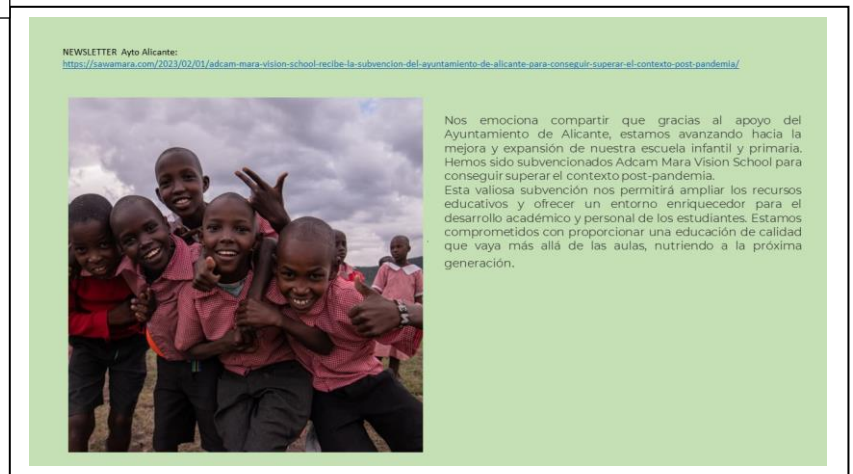 NEWSLETTER Ayto Alicante:
https://sawamara.com/2023/02/01/adcam-mara-vision-school-recibe-la-subvencion-del-ayuntamiento-de-alicante-para-conseguir-superar-el-contexto-post-pandemia/
Nos emociona compartir que gracias al apoyo del
Ayuntamiento de Alicante, estamos avanzando hacia la
mejora y expansión de nuestra escuela infantil y primaria.
Hemos sido subvencionados Adcam Mara Vision School para
conseguir superar el contexto post-pandemia.
Esta valiosa subvención nos permitirá ampliar los recursos
educativos y ofrecer un entorno enriquecedor para el
desarrollo académico y personal de los estudiantes. Estamos
comprometidos con proporcionar una educación de calidad
que vaya más allá de las aulas, nutriendo a la próxima
generación.